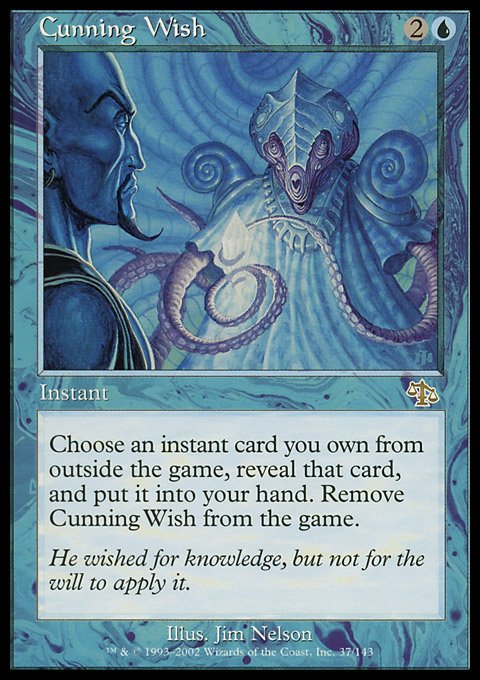 Cunning Wish 2
Instant
Choose an instant card you own from
outside the game, reveal that card,
and put it into your hand. Remove
Cunning Wish from the game.
He wished for knowledge, but not for the
will to apply it.
Illus. Jim Nelson
™ & © 1993–2002 Wizards of the Coast, Inc. 37/143